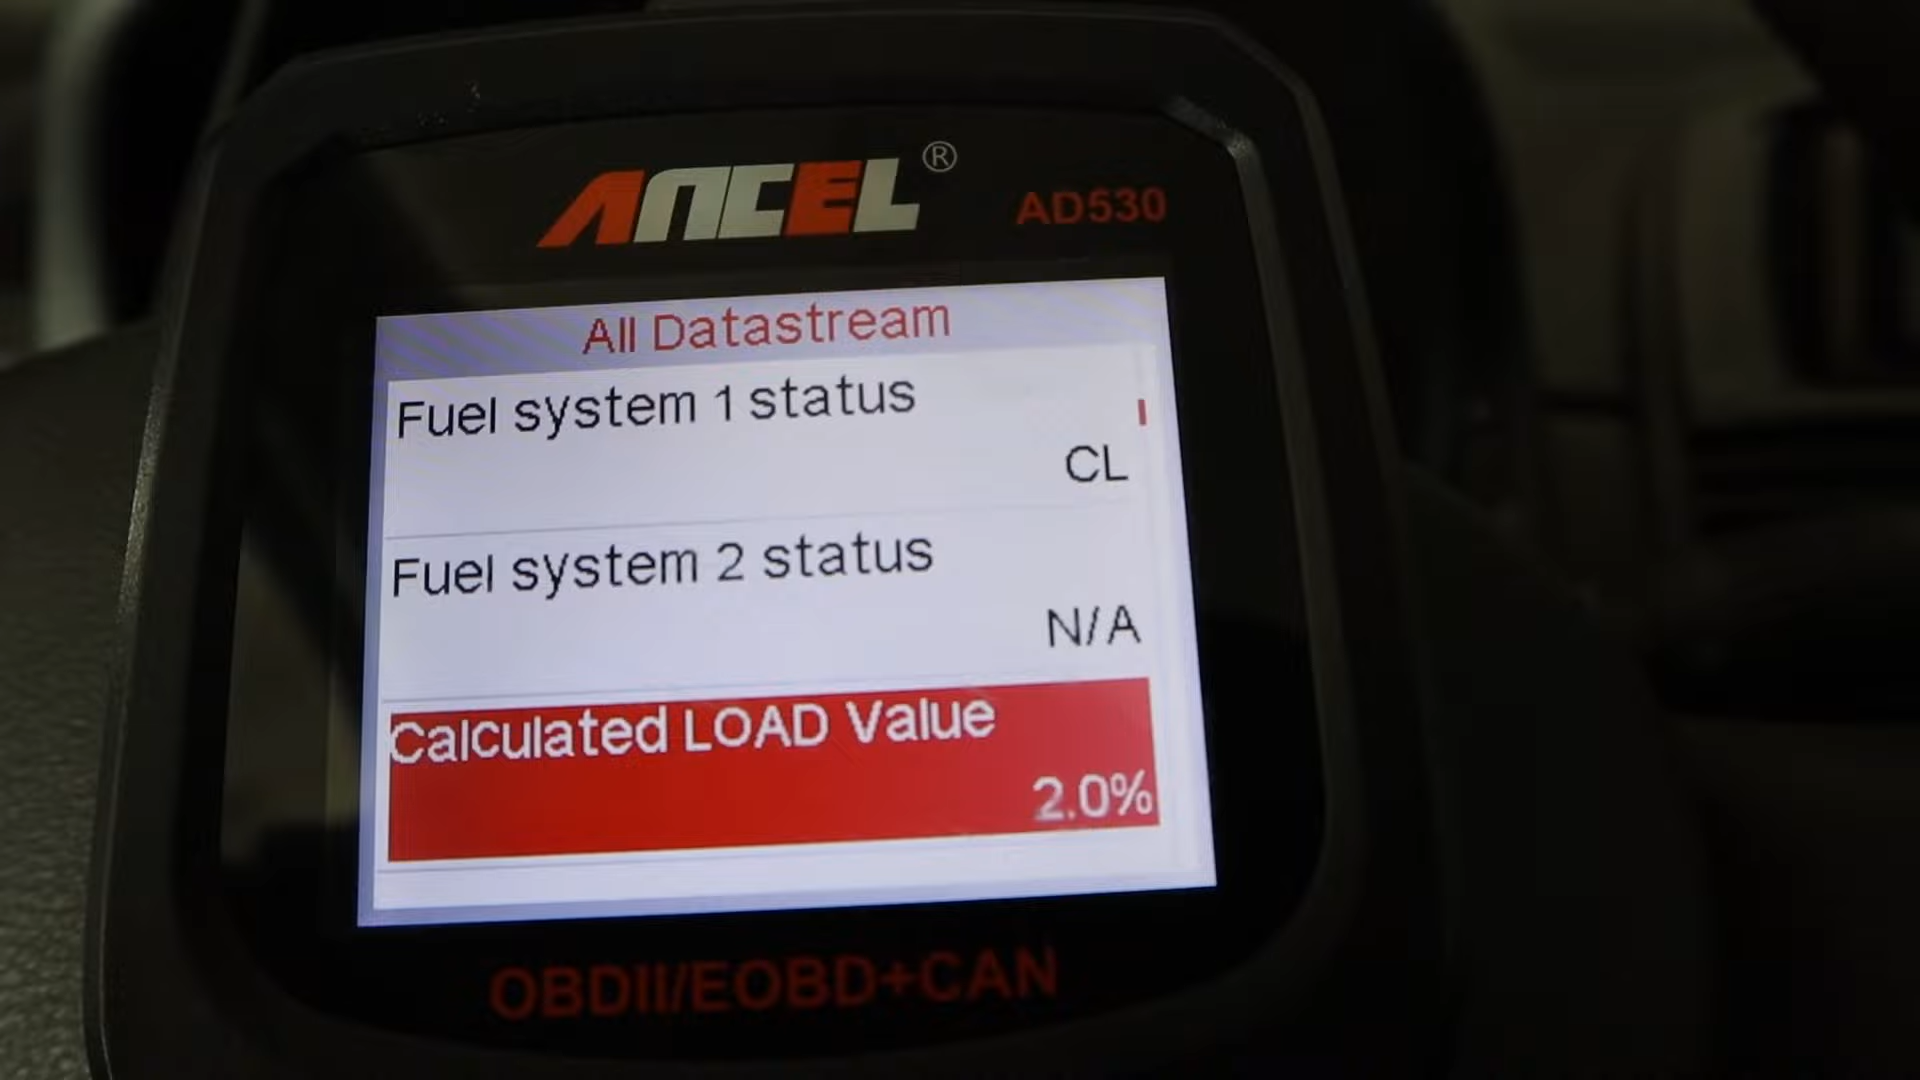 ANCEL®
AD530
All Datastream
Fuel system 1 status
CL
Fuel system 2 status
N/A
Calculated LOAD Value
2.0%
OBDII/EOBD+CAN